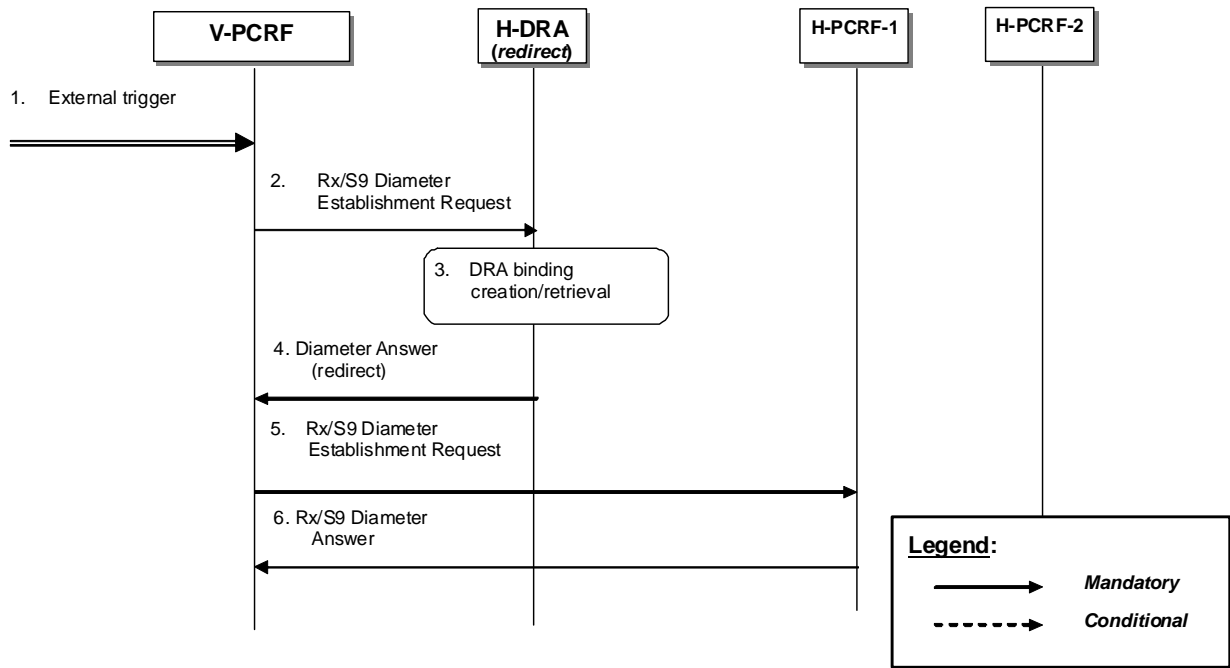 V-PCRF
H-DRA
(redirect)
H-PCRF-1
H-PCRF-2
1. External trigger
2. Rx/S9 Diameter
Establishment Request
3. DRA binding
creation/retrieval
4. Diameter Answer
(redirect)
5. Rx/S9 Diameter
Establishment Request
6. Rx/S9 Diameter
Answer
Legend:
Mandatory
Conditional